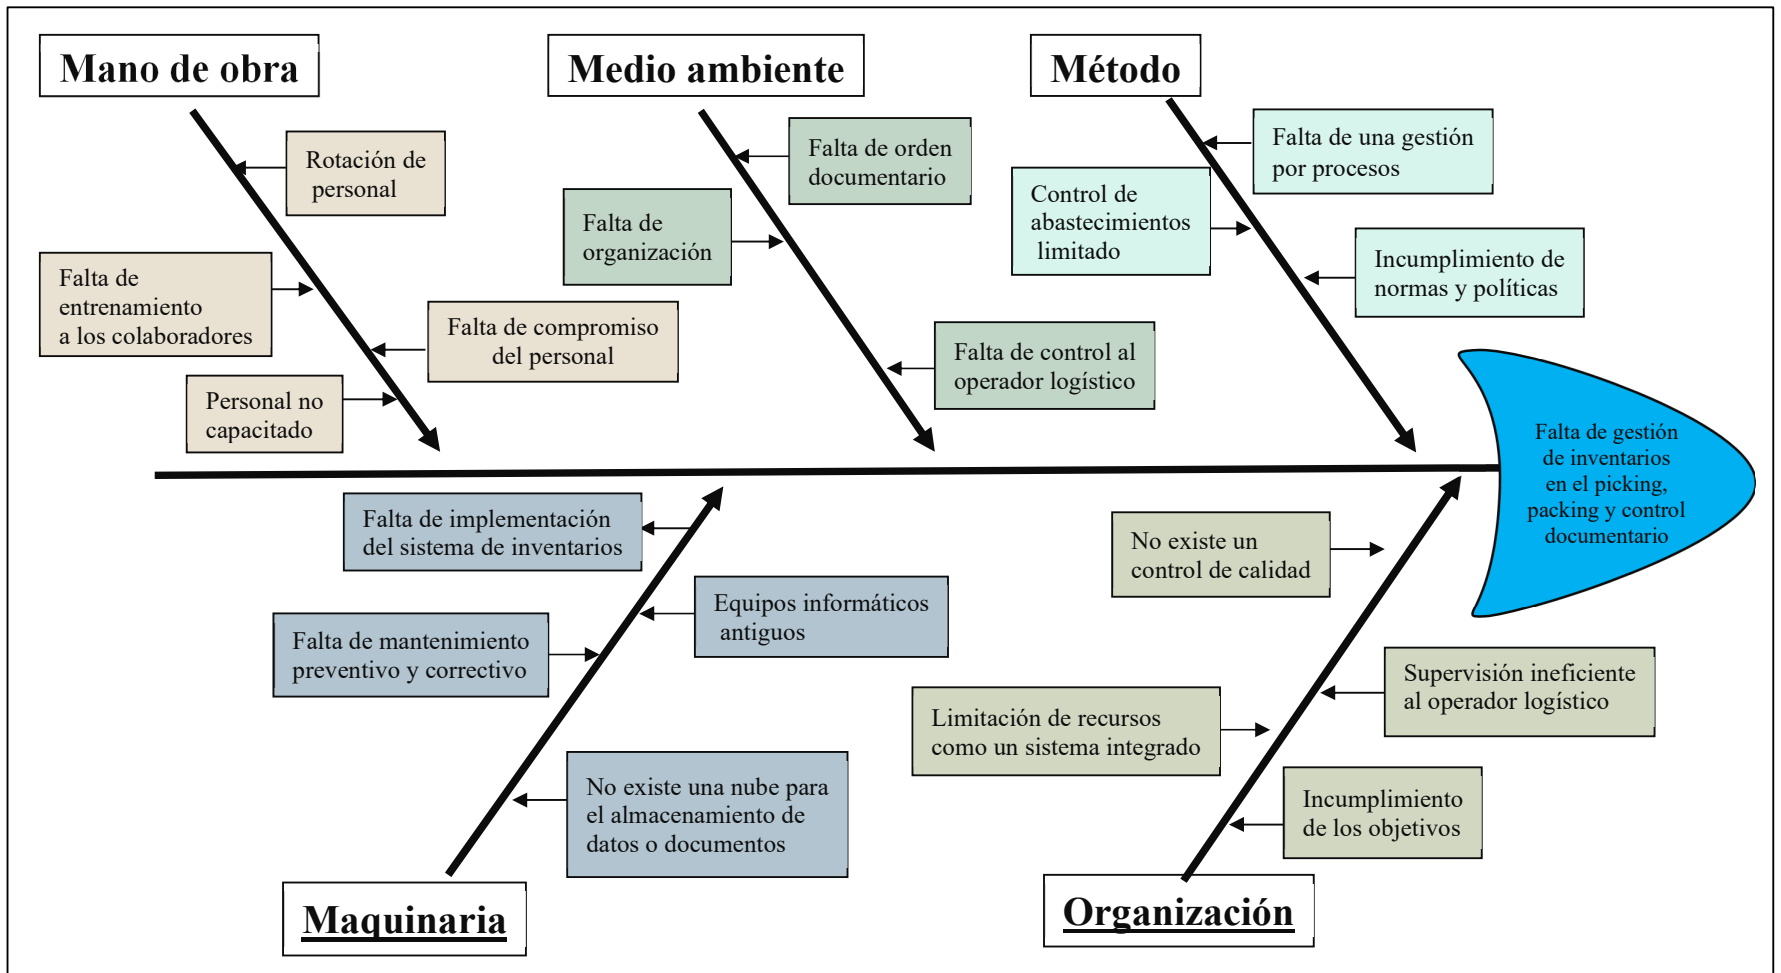 Mano de obra
Medio ambiente
Método
Rotación de
personal
Falta de
entrenamiento
a los colaboradores
Falta de compromiso
del personal
Personal no
capacitado
Falta de orden
documentario
Falta de
organización
Falta de control al
operador logístico
Falta de una gestión
por procesos
Control de
abastecimientos
limitado
Incumplimiento de
normas y políticas
Falta de gestión
de inventarios
en el picking,
packing y control
documentario
Falta de implementación
del sistema de inventarios
Equipos informáticos
antiguos
Falta de mantenimiento
preventivo y correctivo
No existe una nube para
el almacenamiento de
datos o documentos
No existe un
control de calidad
Supervisión ineficiente
al operador logístico
Limitación de recursos
como un sistema integrado
Incumplimiento
de los objetivos
Maquinaria
Organización